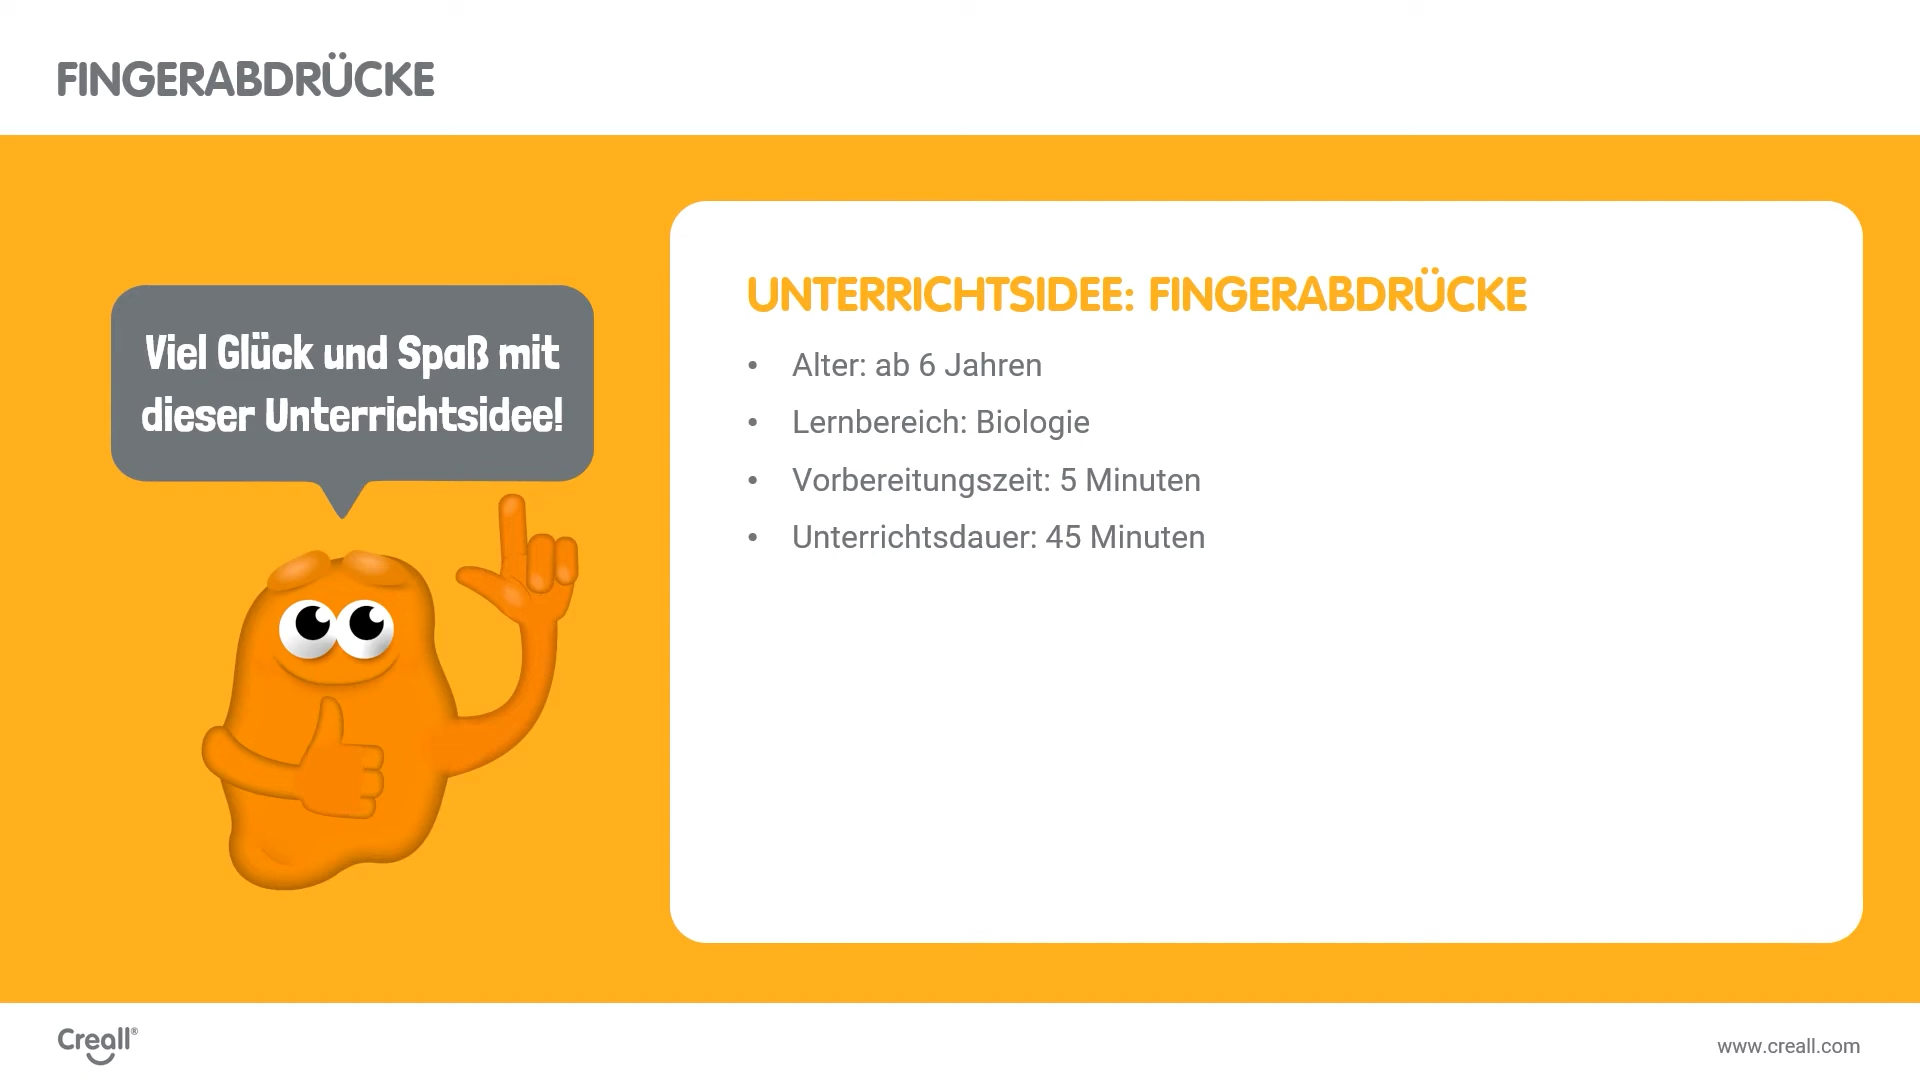 FINGERABDRÜCKE
Viel Glück und Spaß mit
dieser Unterrichtsidee!
UNTERRICHTSIDEE: FINGERABDRÜCKE
• Alter: ab 6 Jahren
• Lernbereich: Biologie
• Vorbereitungszeit: 5 Minuten
• Unterrichtsdauer: 45 Minuten
Creall®
www.creall.com